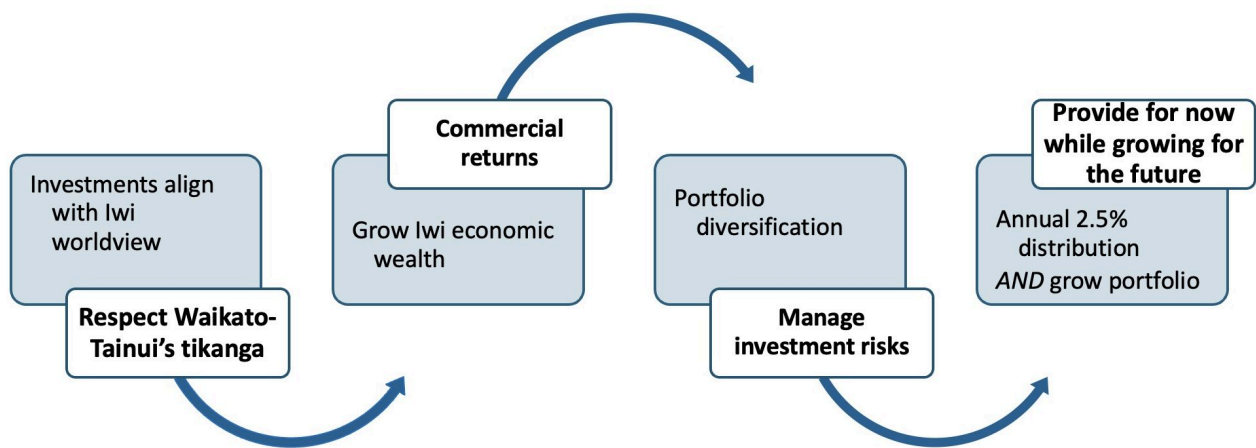 Investments align
with Iwi
worldview
Respect Waikato-
Tainui’s tikanga
Commercial
returns
Grow Iwi economic
wealth
Portfolio
diversification
Manage
investment risks
Provide for now
while growing for
the future
Annual 2.5%
distribution
AND grow portfolio